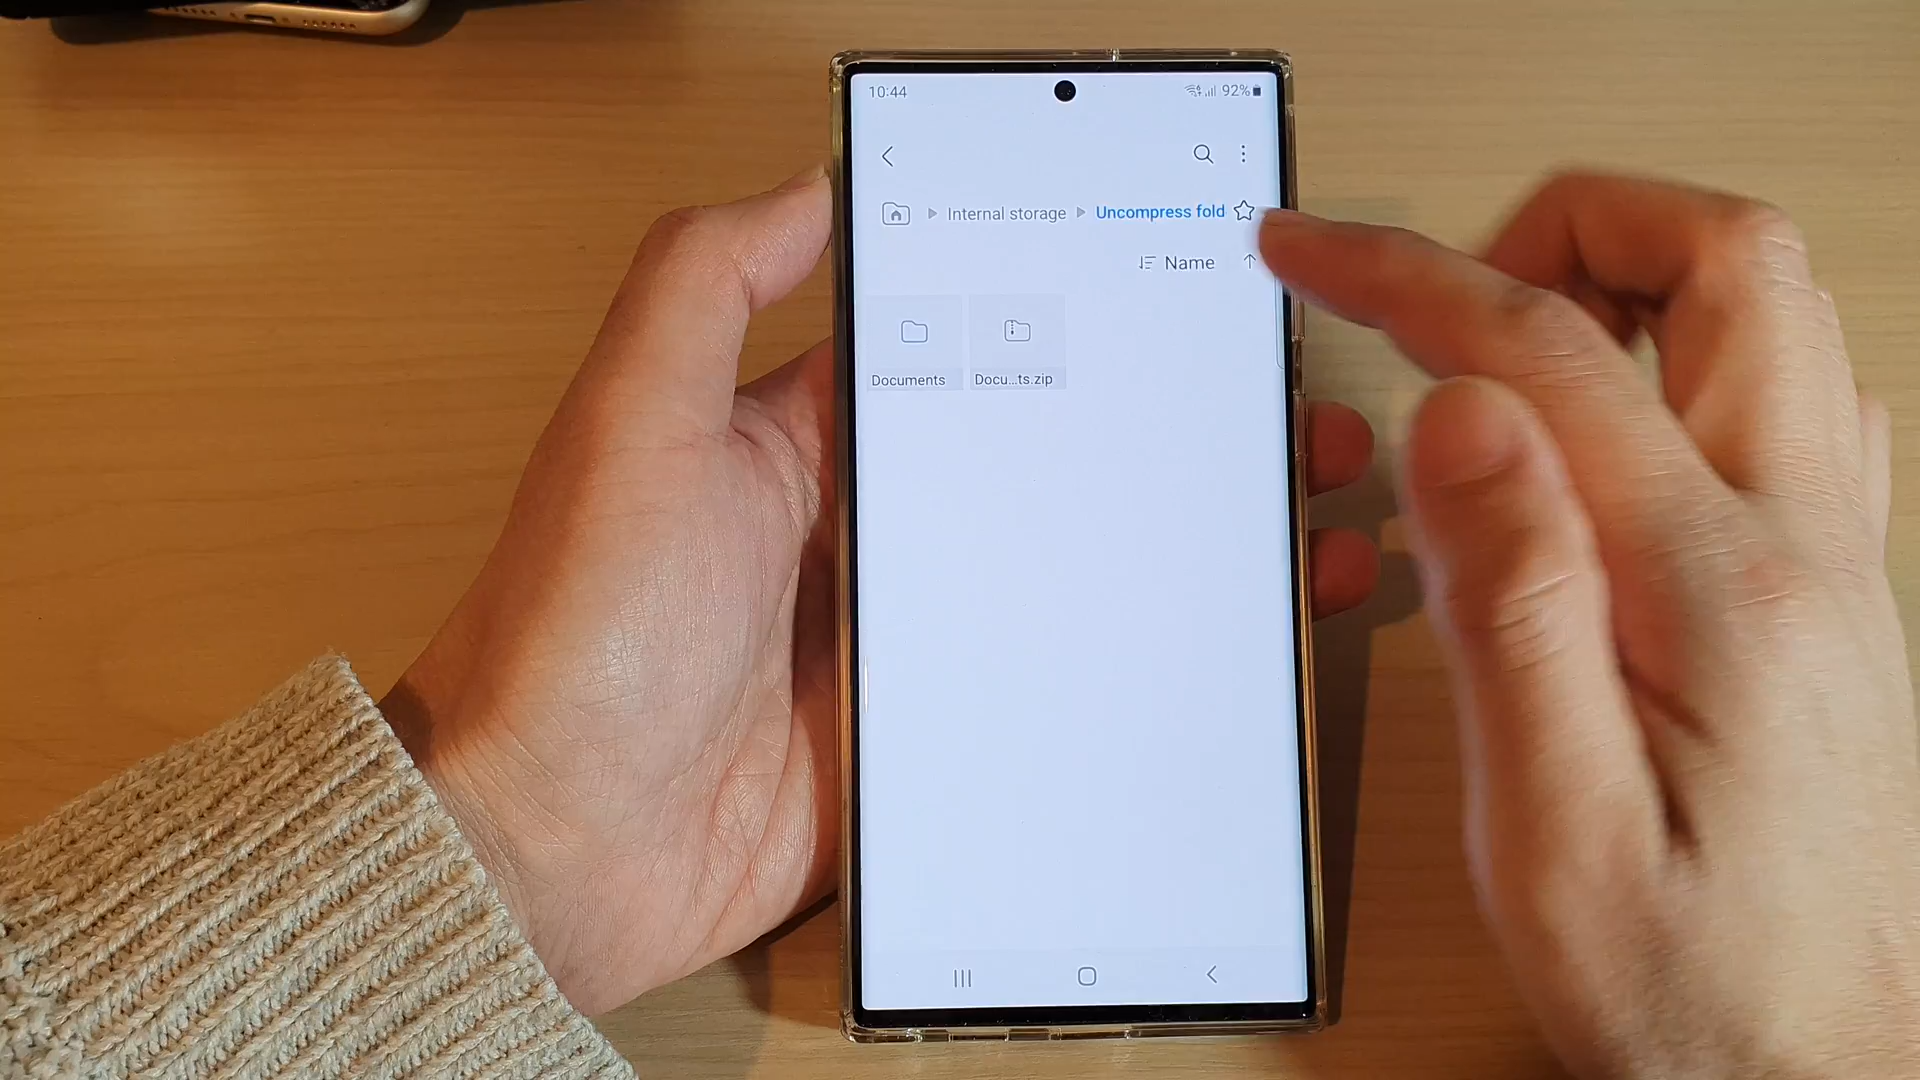 10:44 92%
Internal storage Uncompress fold
Name
Documents Docu...ts.zip